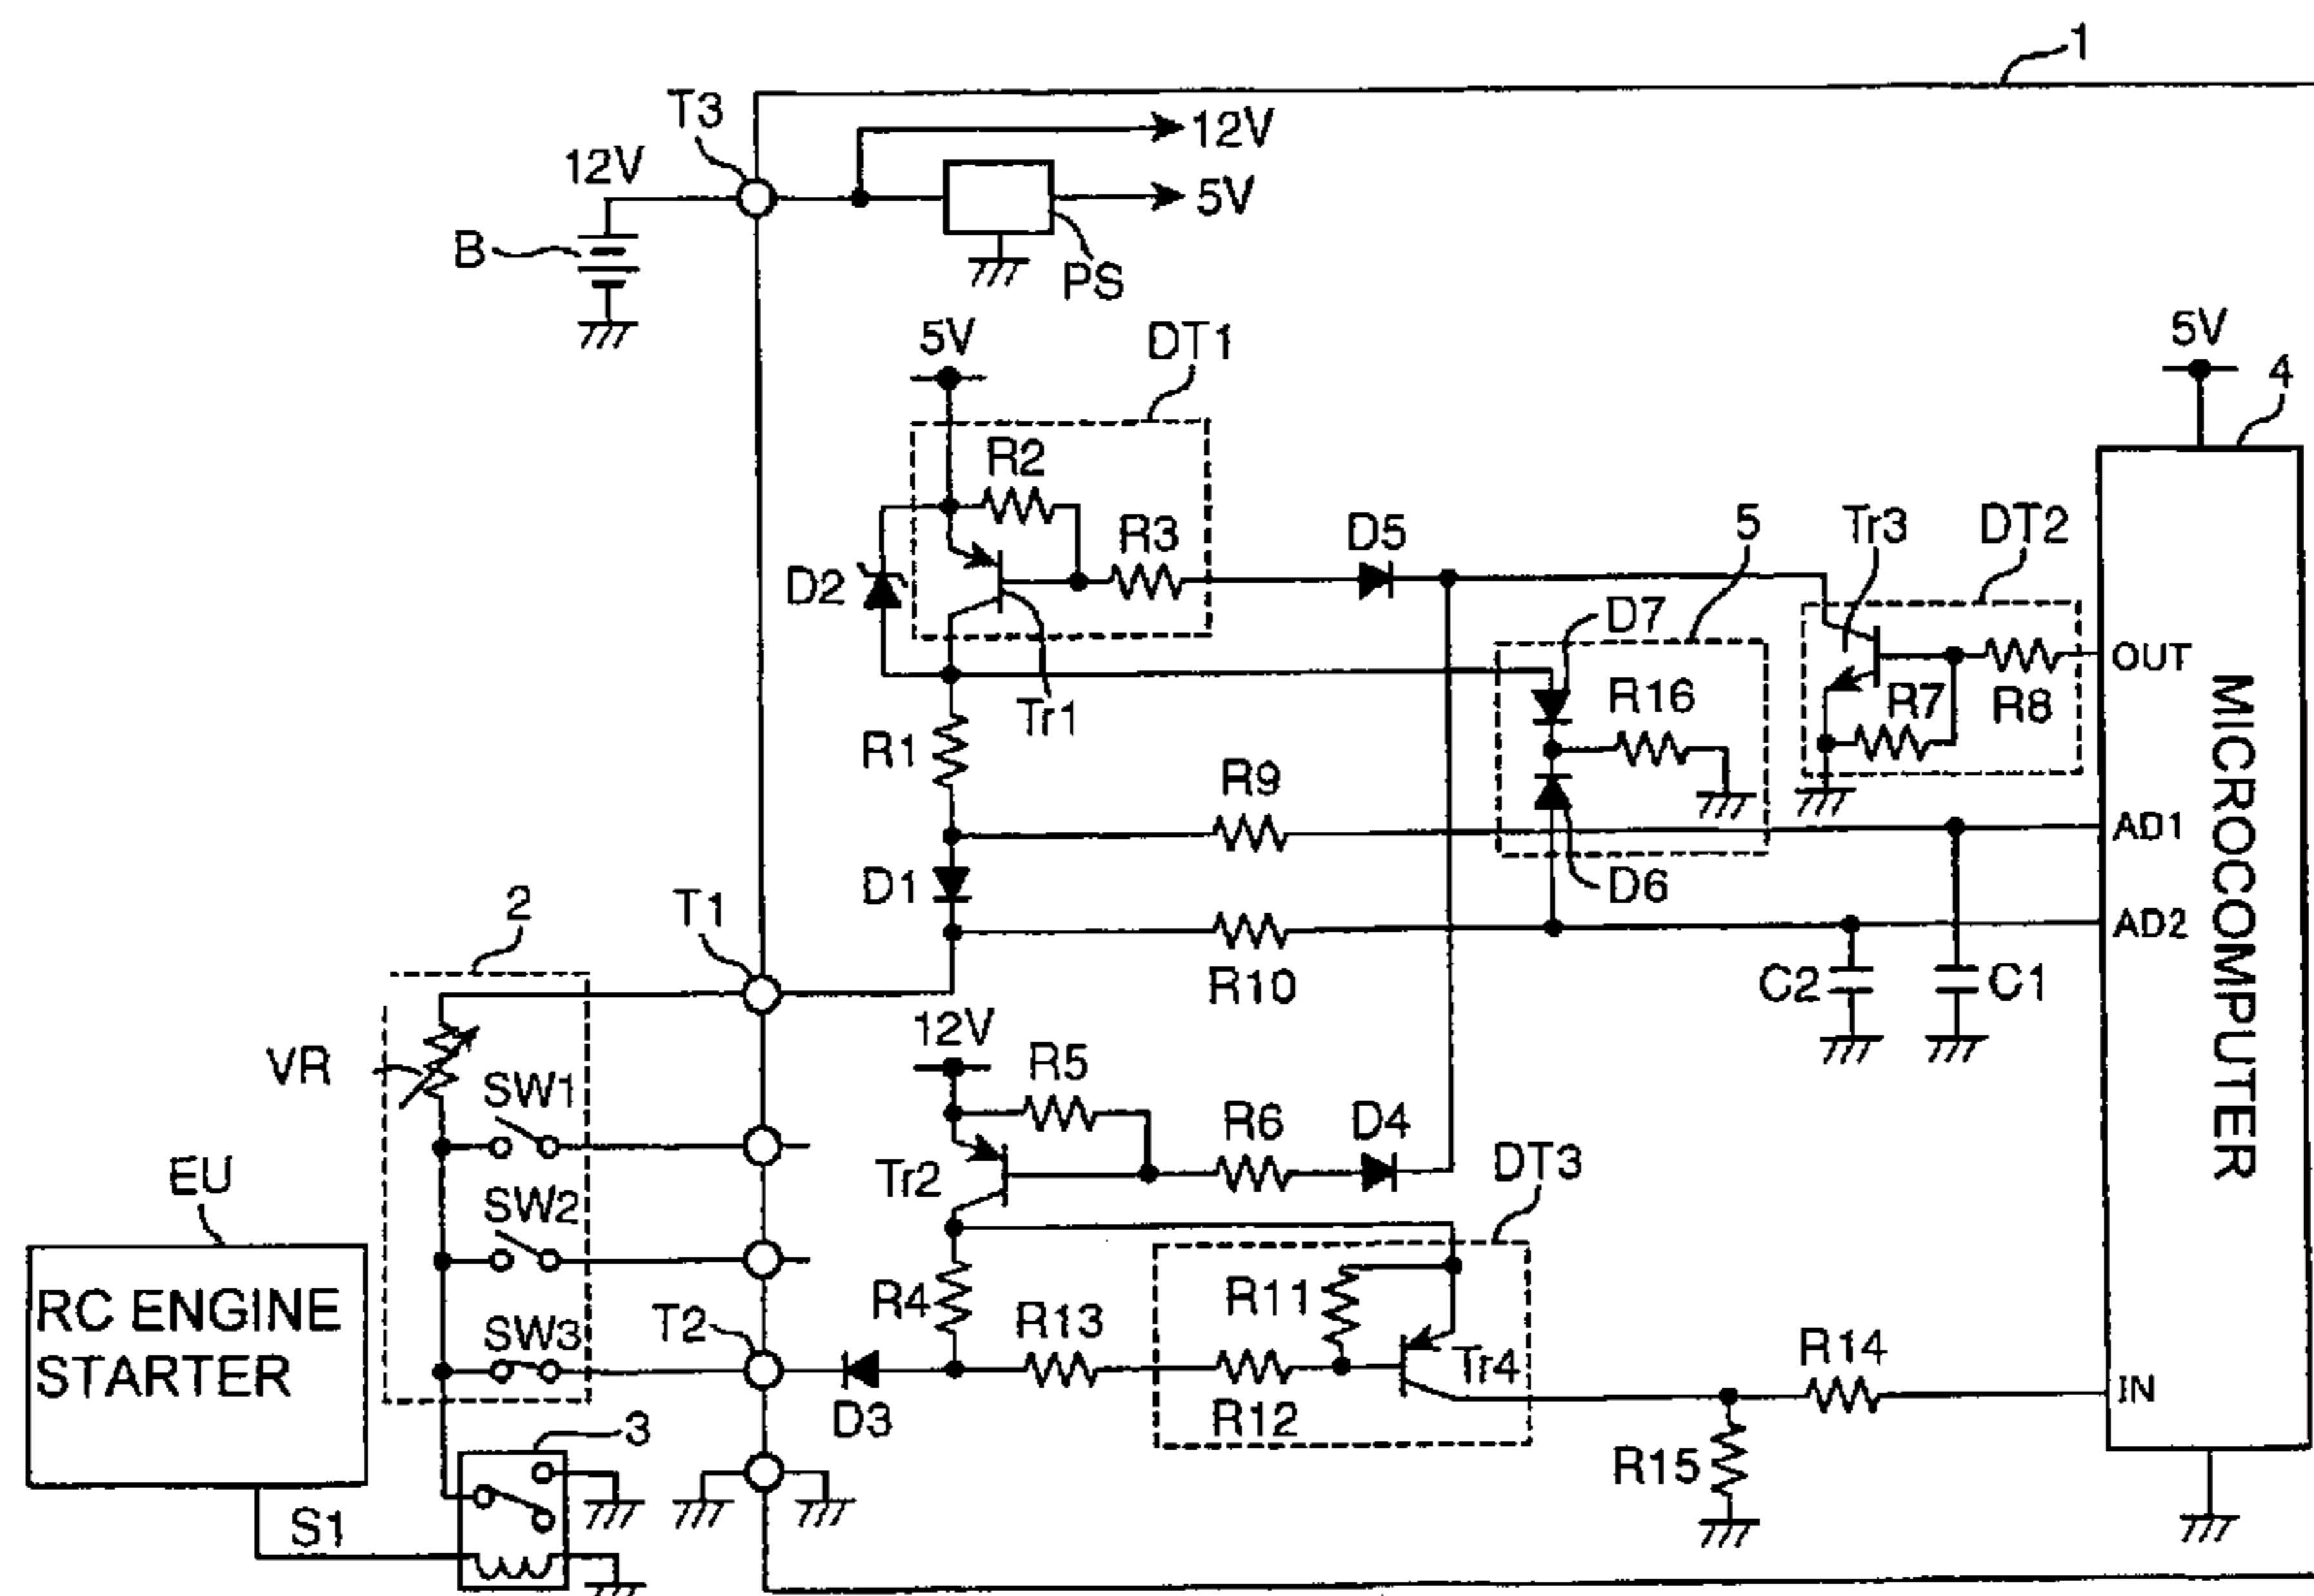 1
T3
12V
12V
5V
B
PS
5V
DT1
5V
4
R2
R3
D5
5
Tr3
DT2
D2
D7
OUT
Tr1
R16
R7
R8
R1
R9
AD1
D1
D6
2
T1
AD2
R10
C2
C1
MICROCOMPUTER
12V
VR
R5
SW1
R6
D4
DT3
EU
Tr2
SW2
RC ENGINE
STARTER
R4
R11
T2
R13
SW3
Tr4
R14
IN
D3
R12
3
R15
S1